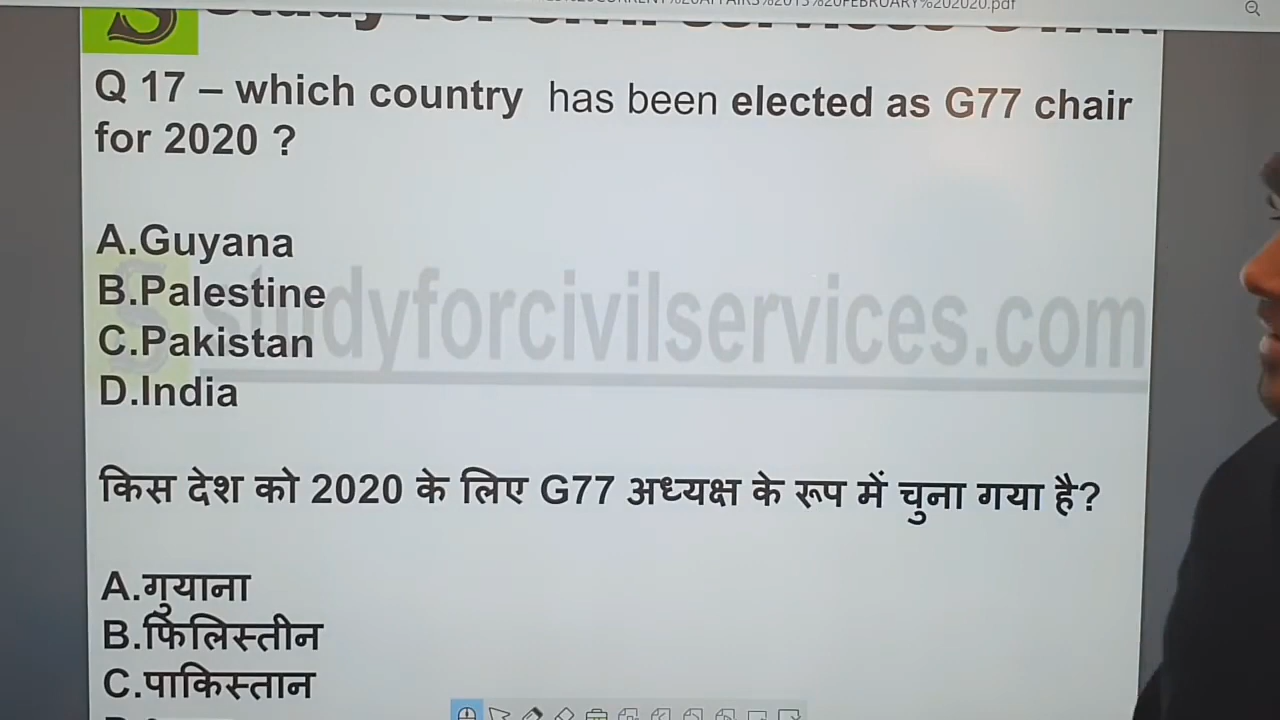 Q 17 – which country has been elected as G77 chair
for 2020 ?
A.Guyana
B.Palestine
C.Pakistan
D.India
studyforcivilservices.com
किस देश को 2020 के लिए G77 अध्यक्ष के रूप में चुना गया है?
A.गुयाना
B.फिलिस्तीन
C.पाकिस्तान